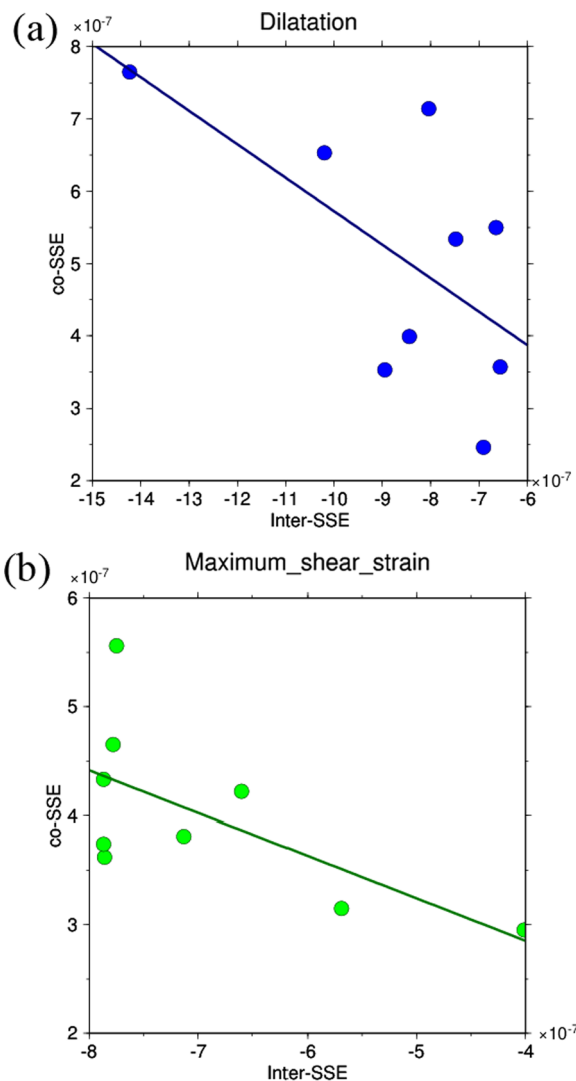 (a)
Dilatation
×10⁻⁷
8
7
6
5
4
3
2
co-SSE
-15 -14 -13 -12 -11 -10 -9 -8 -7 -6
×10⁻⁷
Inter-SSE
(b)
Maximum_shear_strain
×10⁻⁷
6
5
4
3
2
co-SSE
-8 -7 -6 -5 -4
×10⁻⁷
Inter-SSE